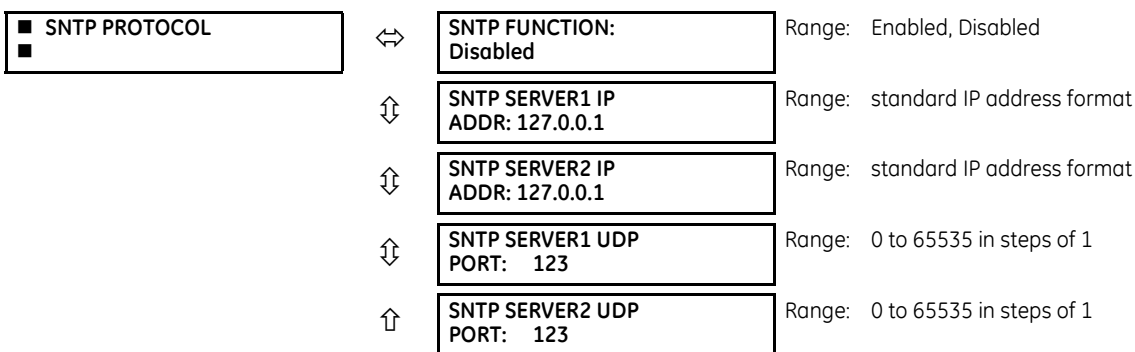 ■ SNTP PROTOCOL
■
SNTP FUNCTION:
Disabled
Range: Enabled, Disabled
SNTP SERVER1 IP
ADDR: 127.0.0.1
Range: standard IP address format
SNTP SERVER2 IP
ADDR: 127.0.0.1
Range: standard IP address format
SNTP SERVER1 UDP
PORT: 123
Range: 0 to 65535 in steps of 1
SNTP SERVER2 UDP
PORT: 123
Range: 0 to 65535 in steps of 1